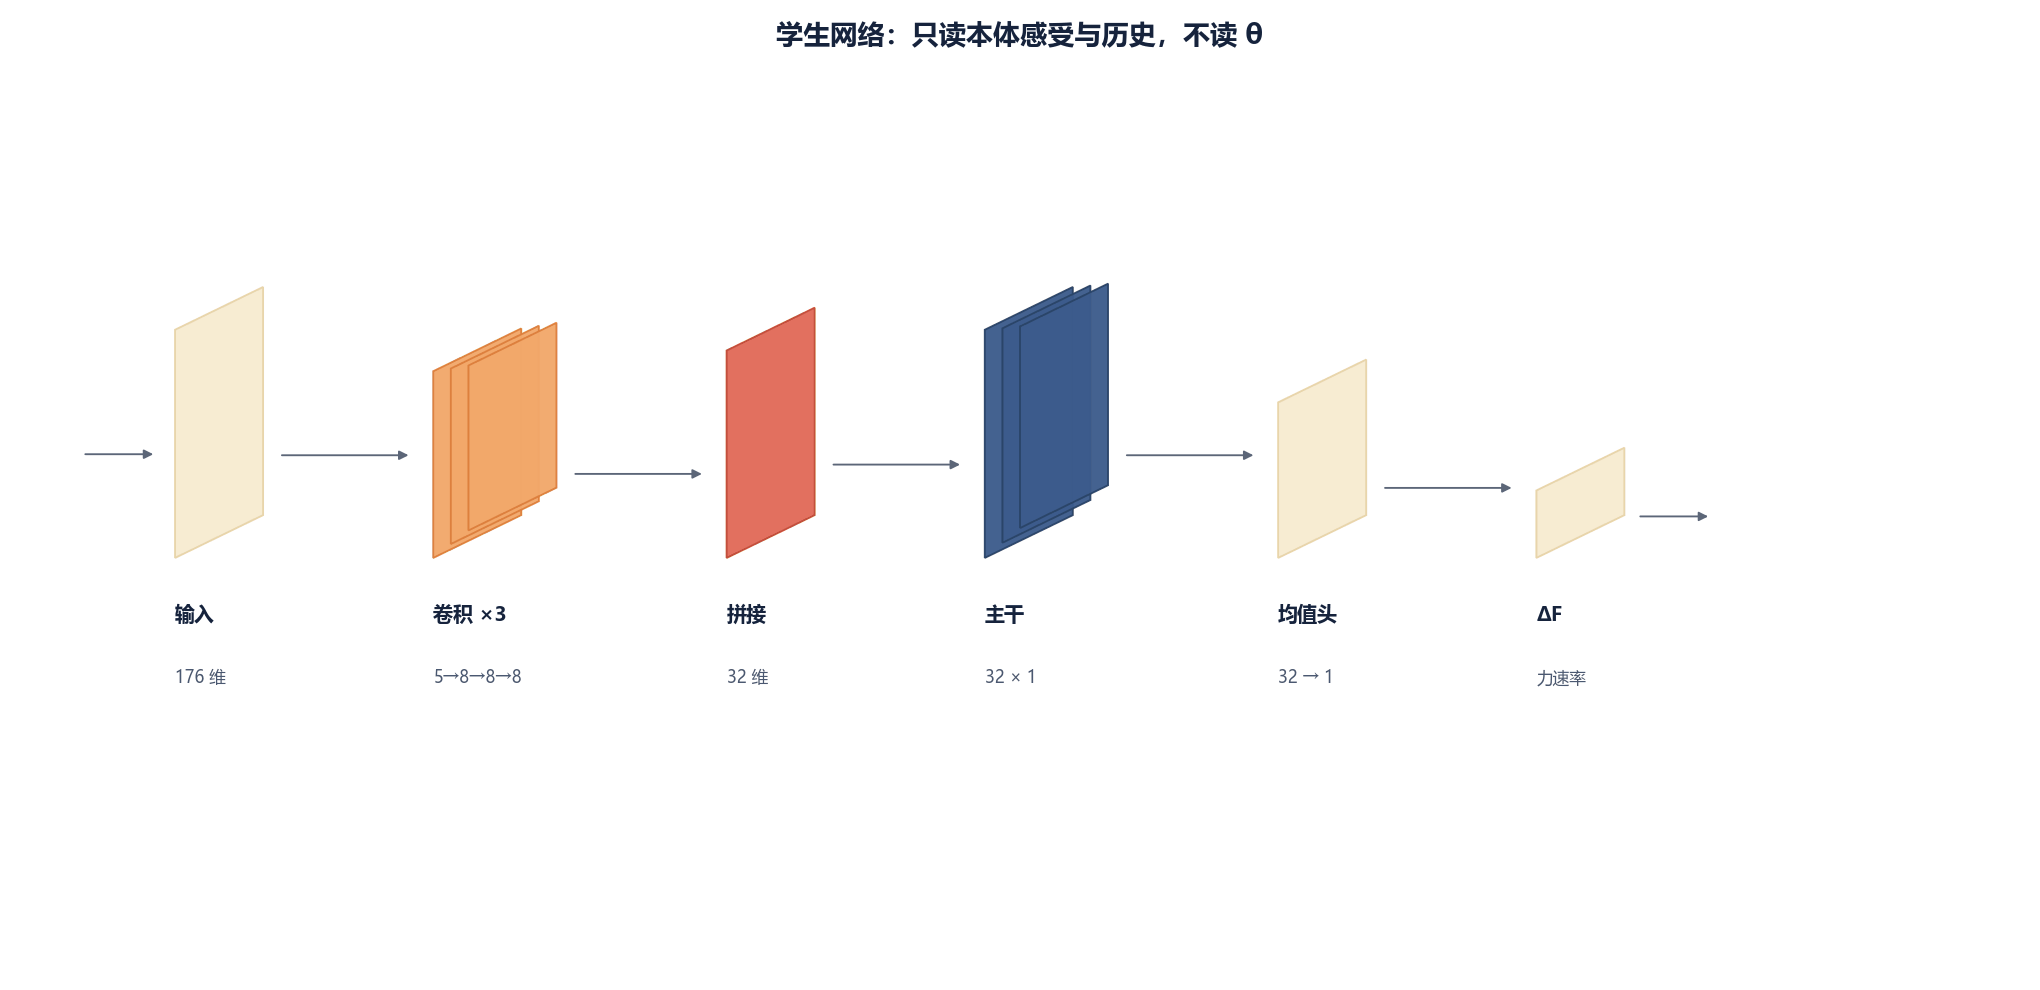 学生网络：只读本体感受与历史，不读 θ
输入
卷积 ×3
拼接
主干
均值头
ΔF
176 维
5→8→8→8
32 维
32 × 1
32 → 1
力速率